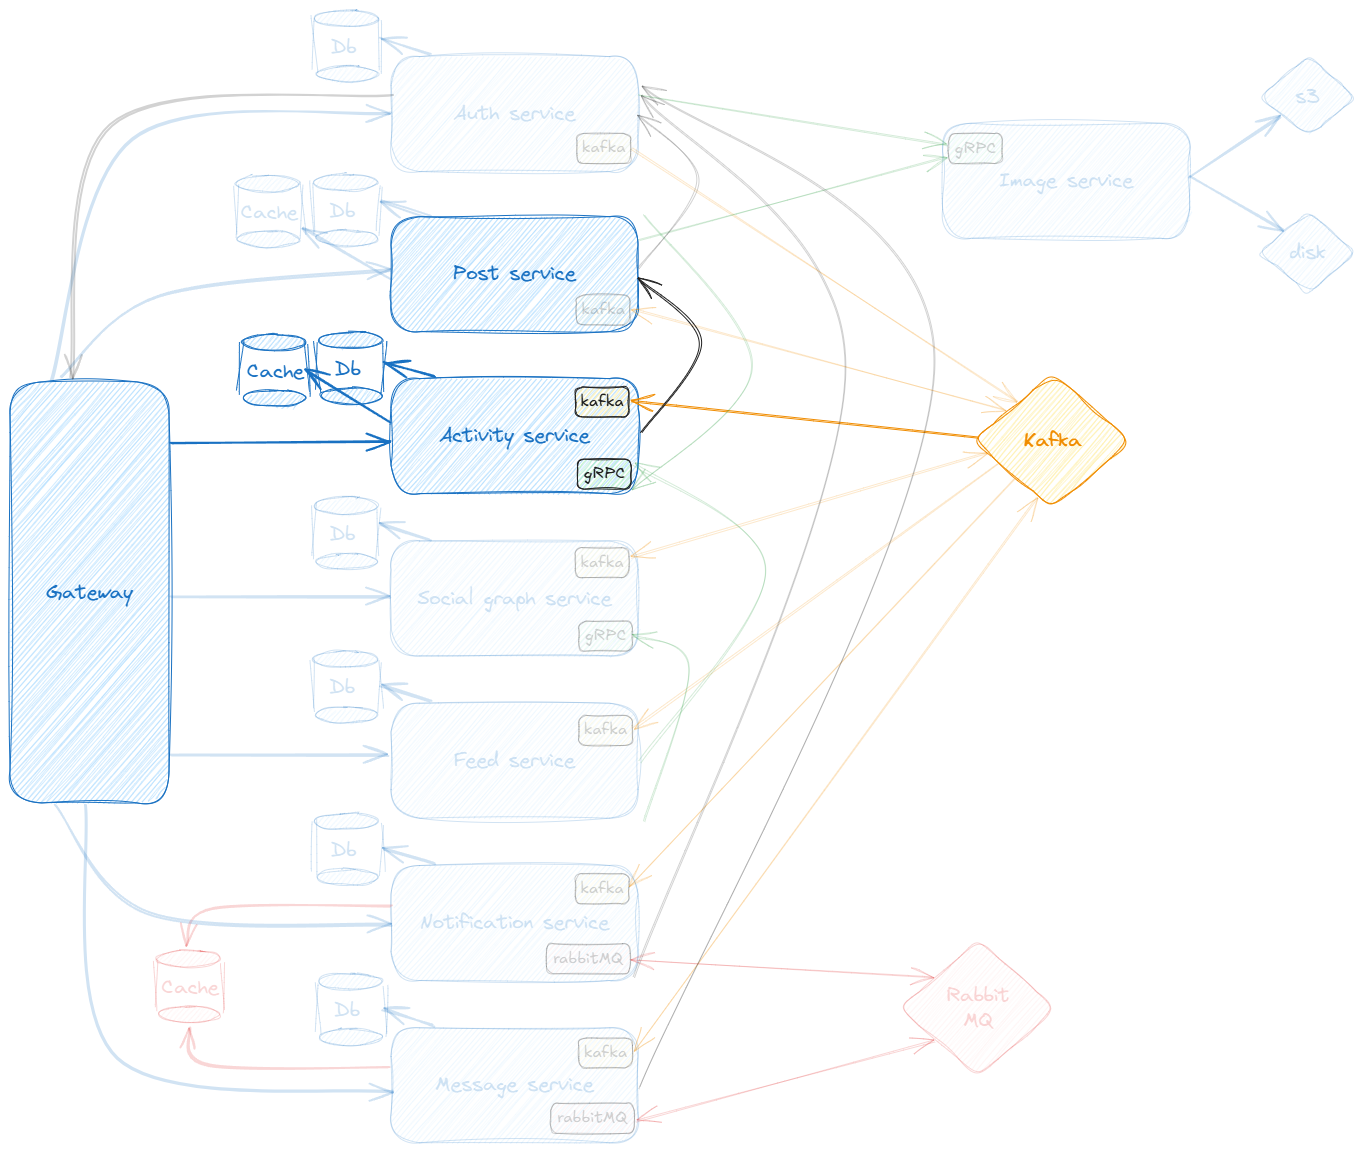 Db
Auth service
kafka
s3
gRPC
Image service
disk
Cache
Db
Post service
kafka
Cache
Db
kafka
Activity service
gRPC
Kafka
Db
kafka
Social graph service
gRPC
Gateway
Db
kafka
Feed service
Db
kafka
Notification service
rabbitMQ
Cache
Rabbit
MQ
Db
kafka
Message service
rabbitMQ